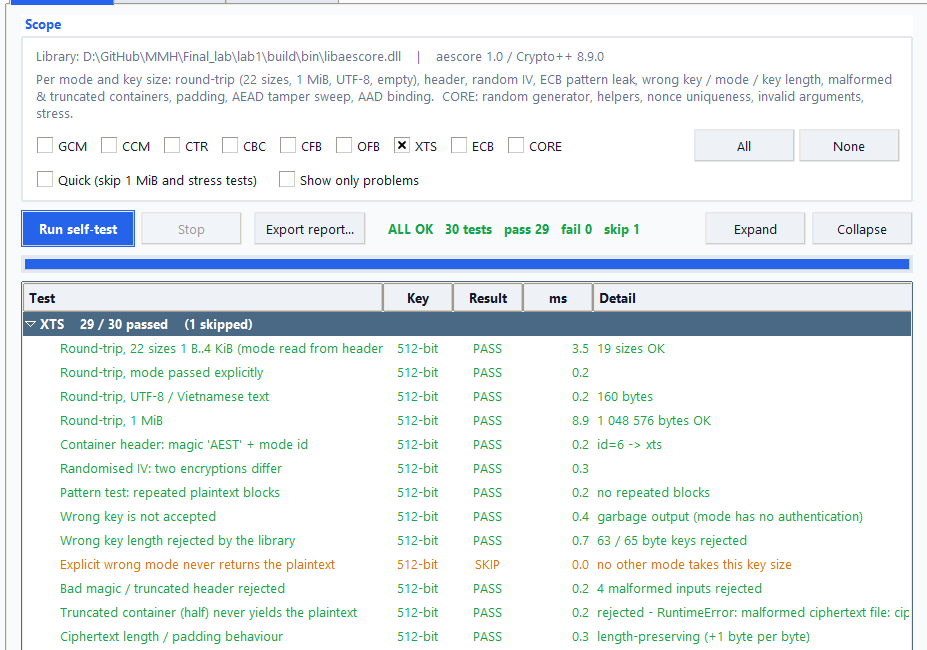 Scope
Library: D:\GitHub\MMH\Final_lab\lab1\build\bin\libaescore.dll | aescore 1.0 / Crypto++ 8.9.0
Per mode and key size: round-trip (22 sizes, 1 MiB, UTF-8, empty), header, random IV, ECB pattern leak, wrong key / mode / key length, malformed
& truncated containers, padding, AEAD tamper sweep, AAD binding. CORE: random generator, helpers, nonce uniqueness, invalid arguments,
stress.
GCM CCM CTR CBC CFB OFB XTS ECB CORE All None
Quick (skip 1 MiB and stress tests) Show only problems
Run self-test Stop Export report... ALL OK 30 tests pass 29 fail 0 skip 1 Expand Collapse
Test Key Result ms Detail
XTS 29 / 30 passed (1 skipped)
Round-trip, 22 sizes 1 B..4 KiB (mode read from header 512-bit PASS 3.5 19 sizes OK
Round-trip, mode passed explicitly 512-bit PASS 0.2
Round-trip, UTF-8 / Vietnamese text 512-bit PASS 0.2 160 bytes
Round-trip, 1 MiB 512-bit PASS 8.9 1 048 576 bytes OK
Container header: magic 'AEST' + mode id 512-bit PASS 0.2 id=6 -> xts
Randomised IV: two encryptions differ 512-bit PASS 0.3
Pattern test: repeated plaintext blocks 512-bit PASS 0.2 no repeated blocks
Wrong key is not accepted 512-bit PASS 0.4 garbage output (mode has no authentication)
Wrong key length rejected by the library 512-bit PASS 0.7 63 / 65 byte keys rejected
Explicit wrong mode never returns the plaintext 512-bit SKIP 0.0 no other mode takes this key size
Bad magic / truncated header rejected 512-bit PASS 0.2 4 malformed inputs rejected
Truncated container (half) never yields the plaintext 512-bit PASS 0.2 rejected - RuntimeError: malformed ciphertext file: cip
Ciphertext length / padding behaviour 512-bit PASS 0.3 length-preserving (+1 byte per byte)